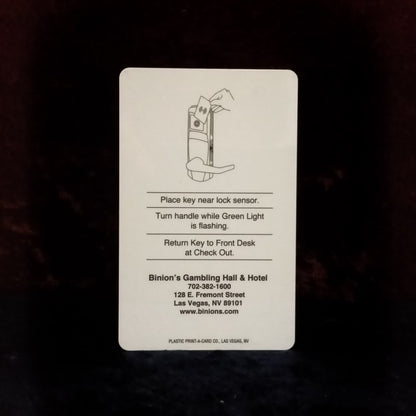 Place key near lock sensor.
Turn handle while Green Light
is flashing.
Return Key to Front Desk
at Check Out.
Binion's Gambling Hall & Hotel
702-382-1600
128 E. Fremont Street
Las Vegas, NV 89101
www.binions.com
PLASTIC PRINT-A-CARD CO., LAS VEGAS, NV